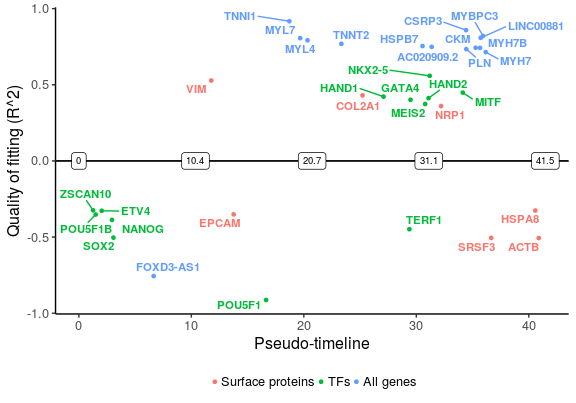 1.0
TNNI1
CSRP3
MYBPC3
MYL7
LINC00881
TNNT2
HSPB7
CKM
MYH7B
MYL4
AC020909.2
PLN
MYH7
NKX2-5
VIM
0.5
HAND1
GATA4
HAND2
COL2A1
MEIS2
NRP1
MITF
0.0
0
10.4
20.7
31.1
41.5
ZSCAN10
ETV4
POU5F1B
NANOG
EPCAM
TERF1
HSPA8
SOX2
SRSF3
ACTB
-0.5
FOXD3-AS1
POU5F1
-1.0
0
10
20
30
40
Quality of fitting (R^2)
Pseudo-timeline
Surface proteins
TFs
All genes